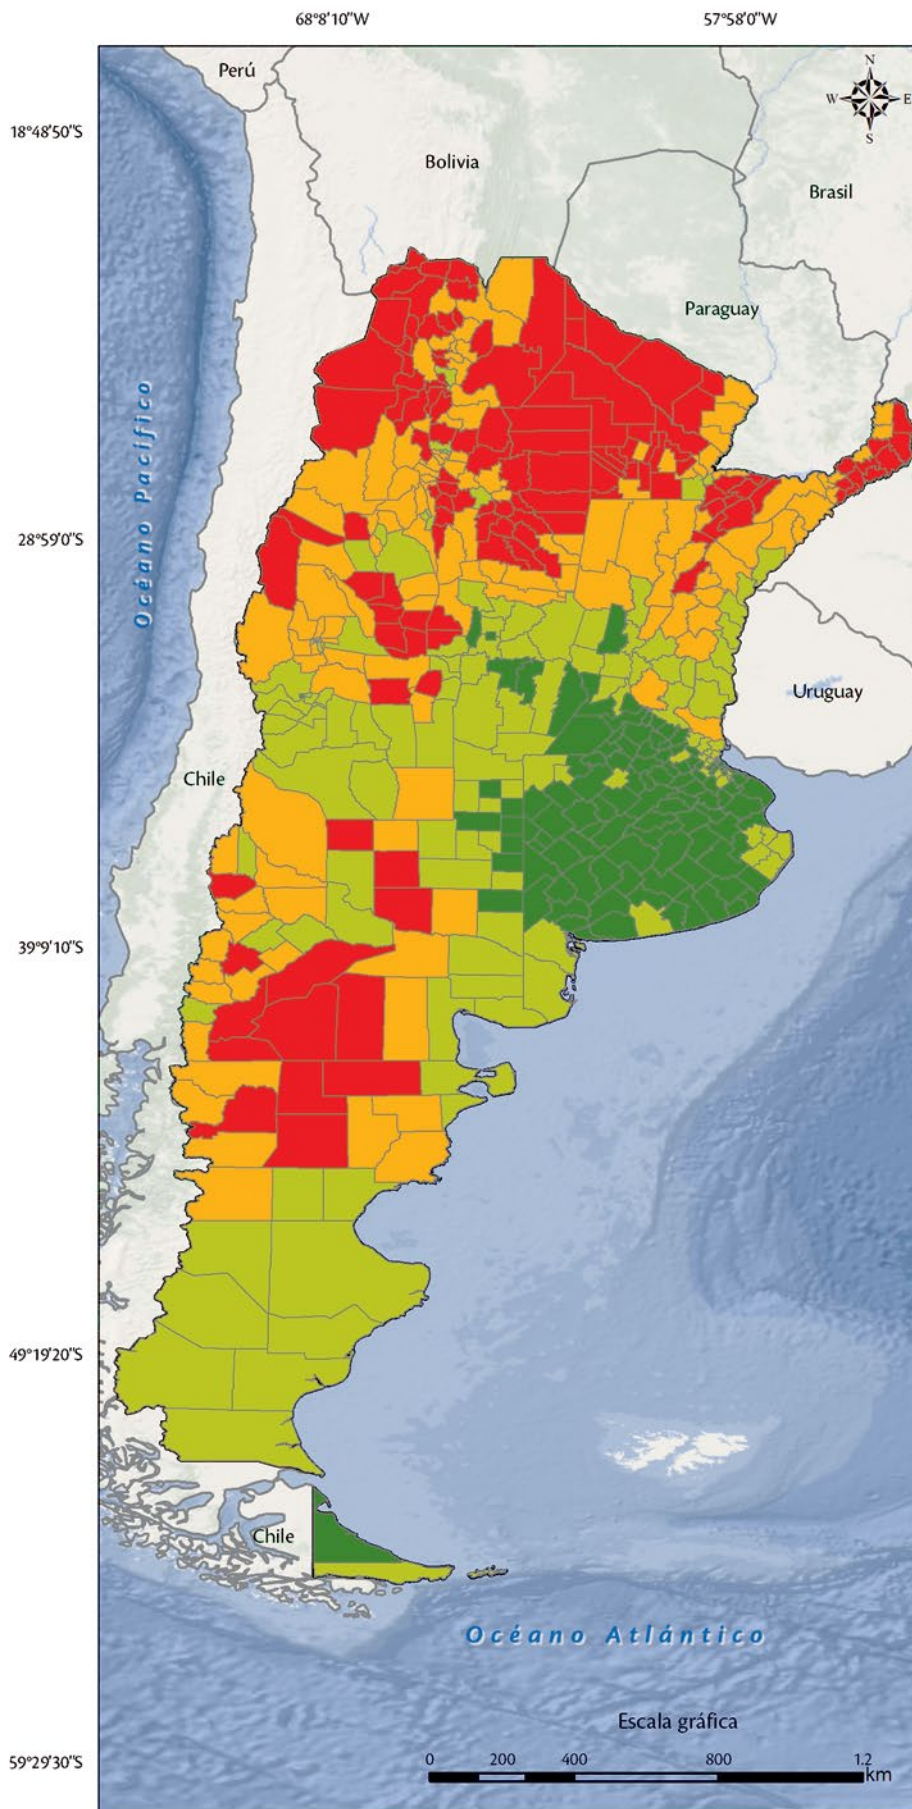 68°8'10"W
57°58'0"W
Perú
N
W
E
S
18°48'50"S
Bolivia
Brasil
Paraguay
Océano Pacífico
28°59'0"S
Uruguay
Chile
39°9'10"S
49°19'20"S
Chile
Océano Atlántico
Escala gráfica
59°29'30"S
0
200
400
800
1.2
km